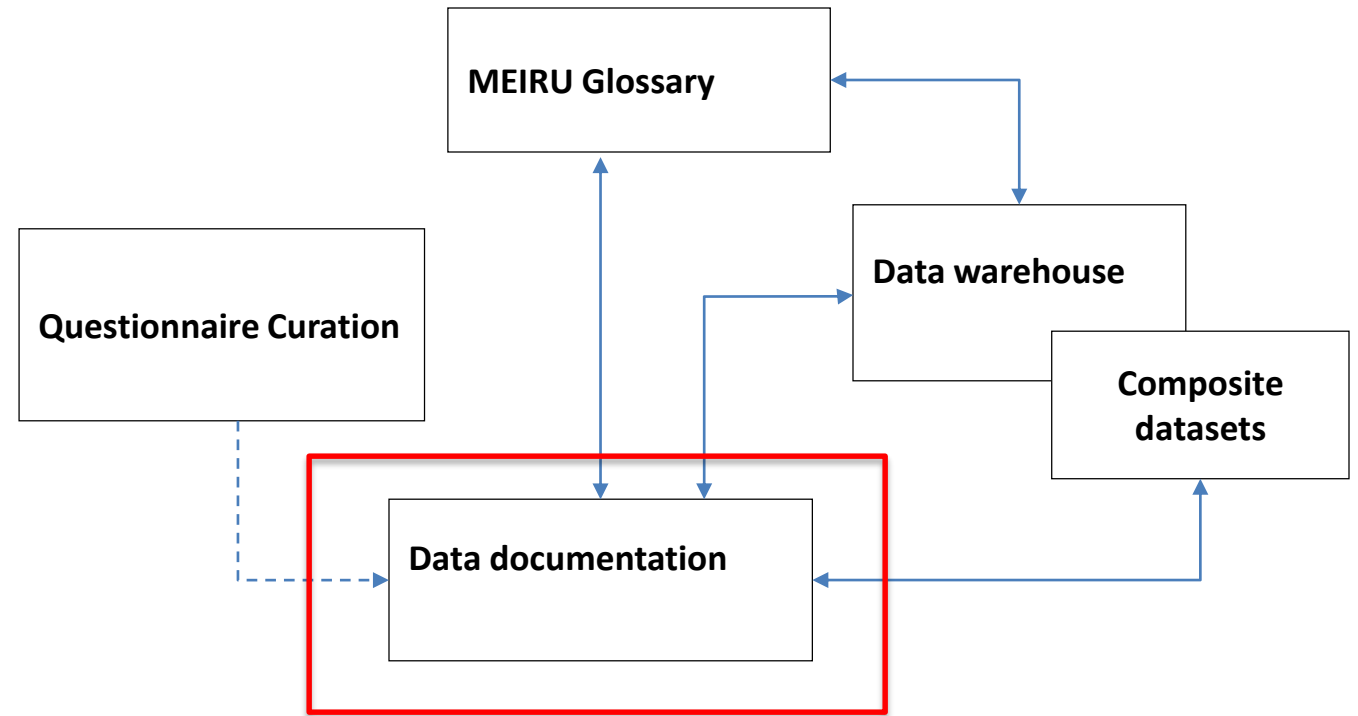 MEIRU Glossary
Data warehouse
Questionnaire Curation
Composite
datasets
Data documentation